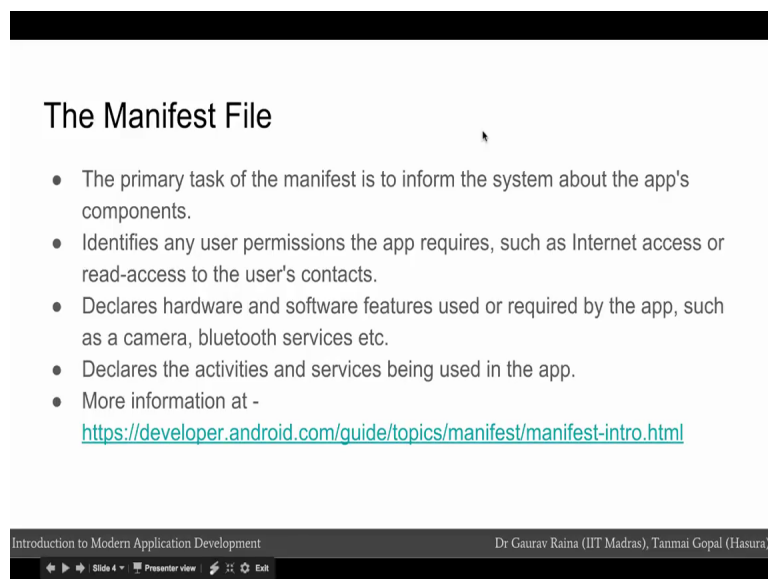 The Manifest File
● The primary task of the manifest is to inform the system about the app's
components.
● Identifies any user permissions the app requires, such as Internet access or
read-access to the user's contacts.
● Declares hardware and software features used or required by the app, such
as a camera, bluetooth services etc.
● Declares the activities and services being used in the app.
● More information at -
https://developer.android.com/guide/topics/manifest/manifest-intro.html
Introduction to Modern Application Development Dr Gaurav Raina (IIT Madras), Tanmai Gopal (Hasura)
Slide 4 Presenter view Exit